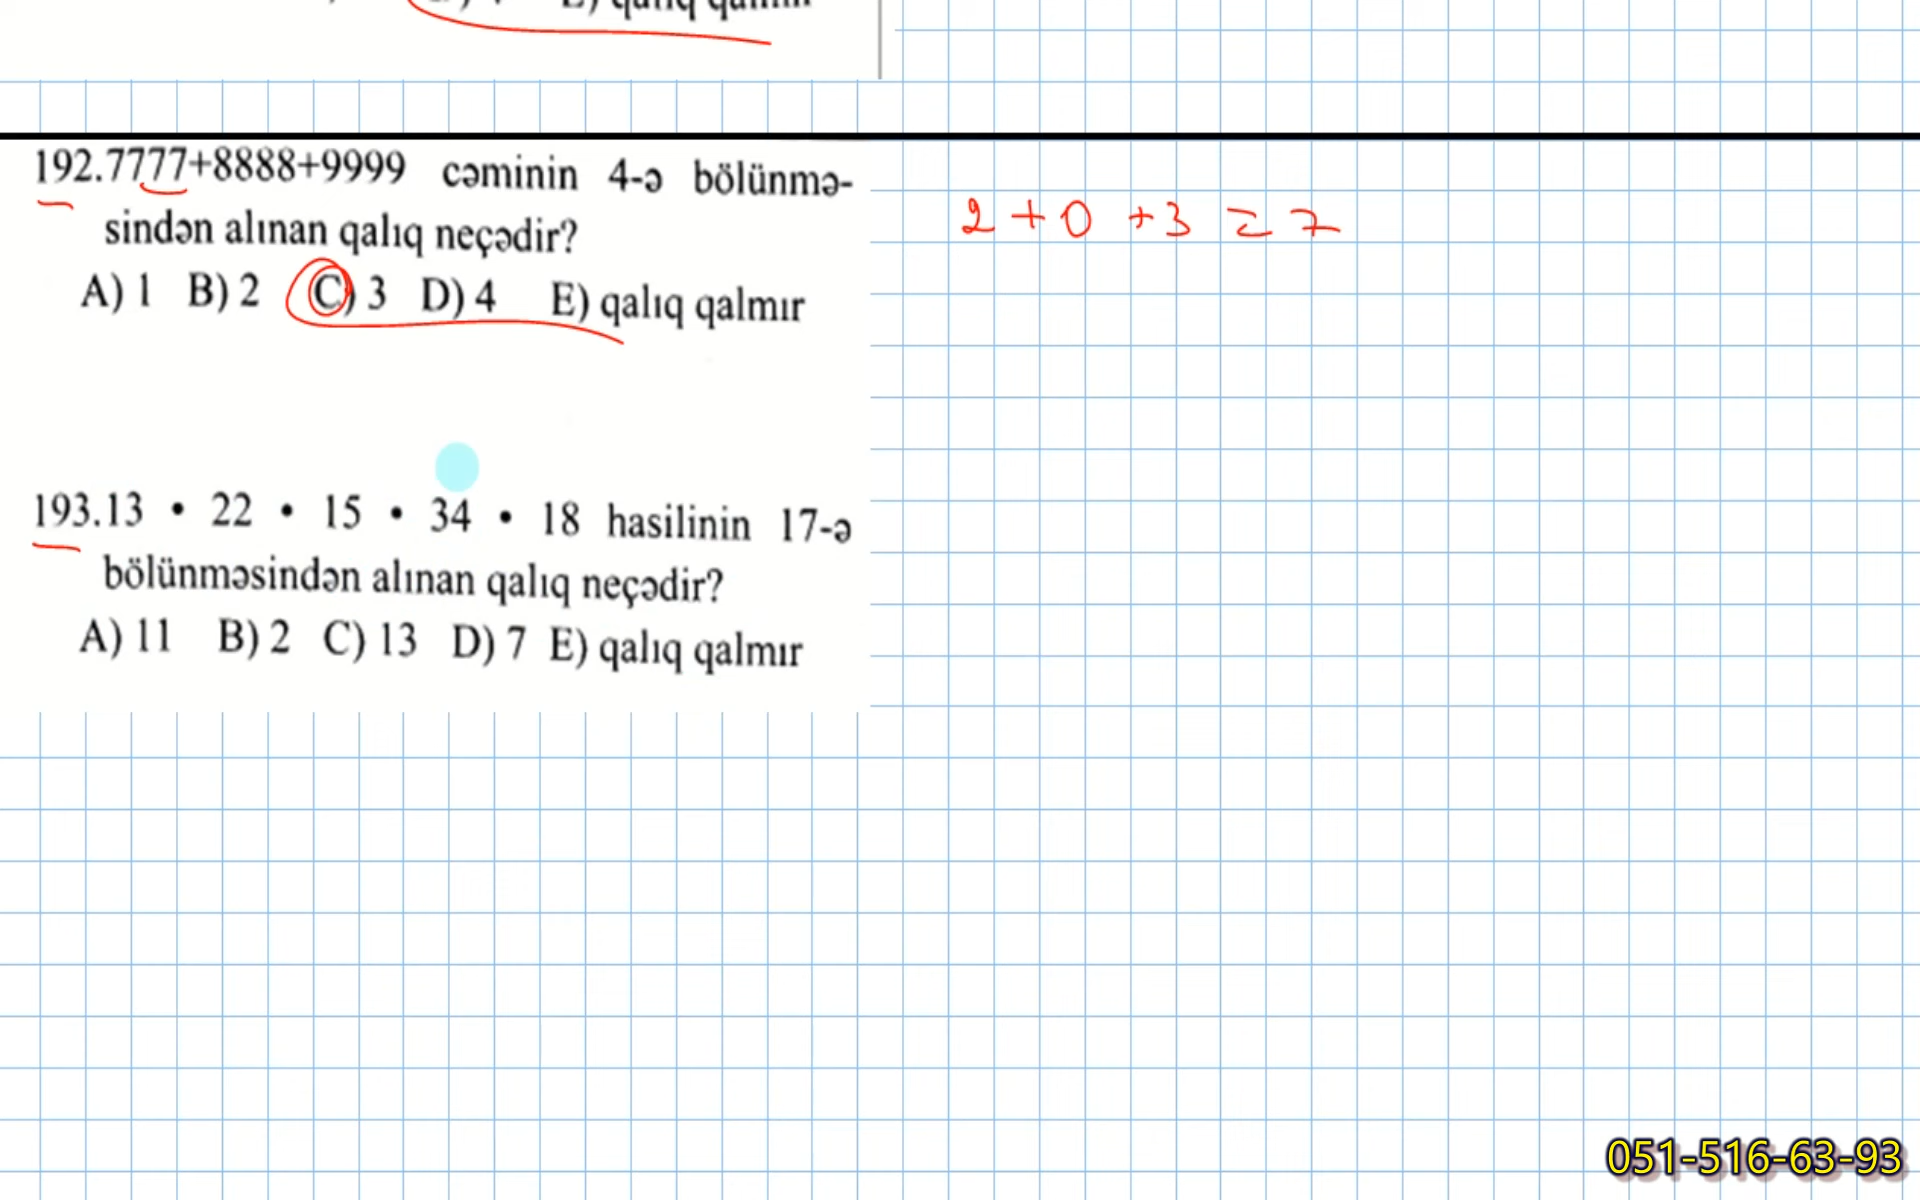 192.7777+8888+9999 cəminin 4-ə bölünmə-
sindən alınan qalıq neçədir?
A) 1 B) 2 C) 3 D) 4 E) qalıq qalmır
2 + 0 + 3 = 7
193.13 • 22 • 15 • 34 • 18 hasilinin 17-ə
bölünməsindən alınan qalıq neçədir?
A) 11 B) 2 C) 13 D) 7 E) qalıq qalmır
051-516-63-93